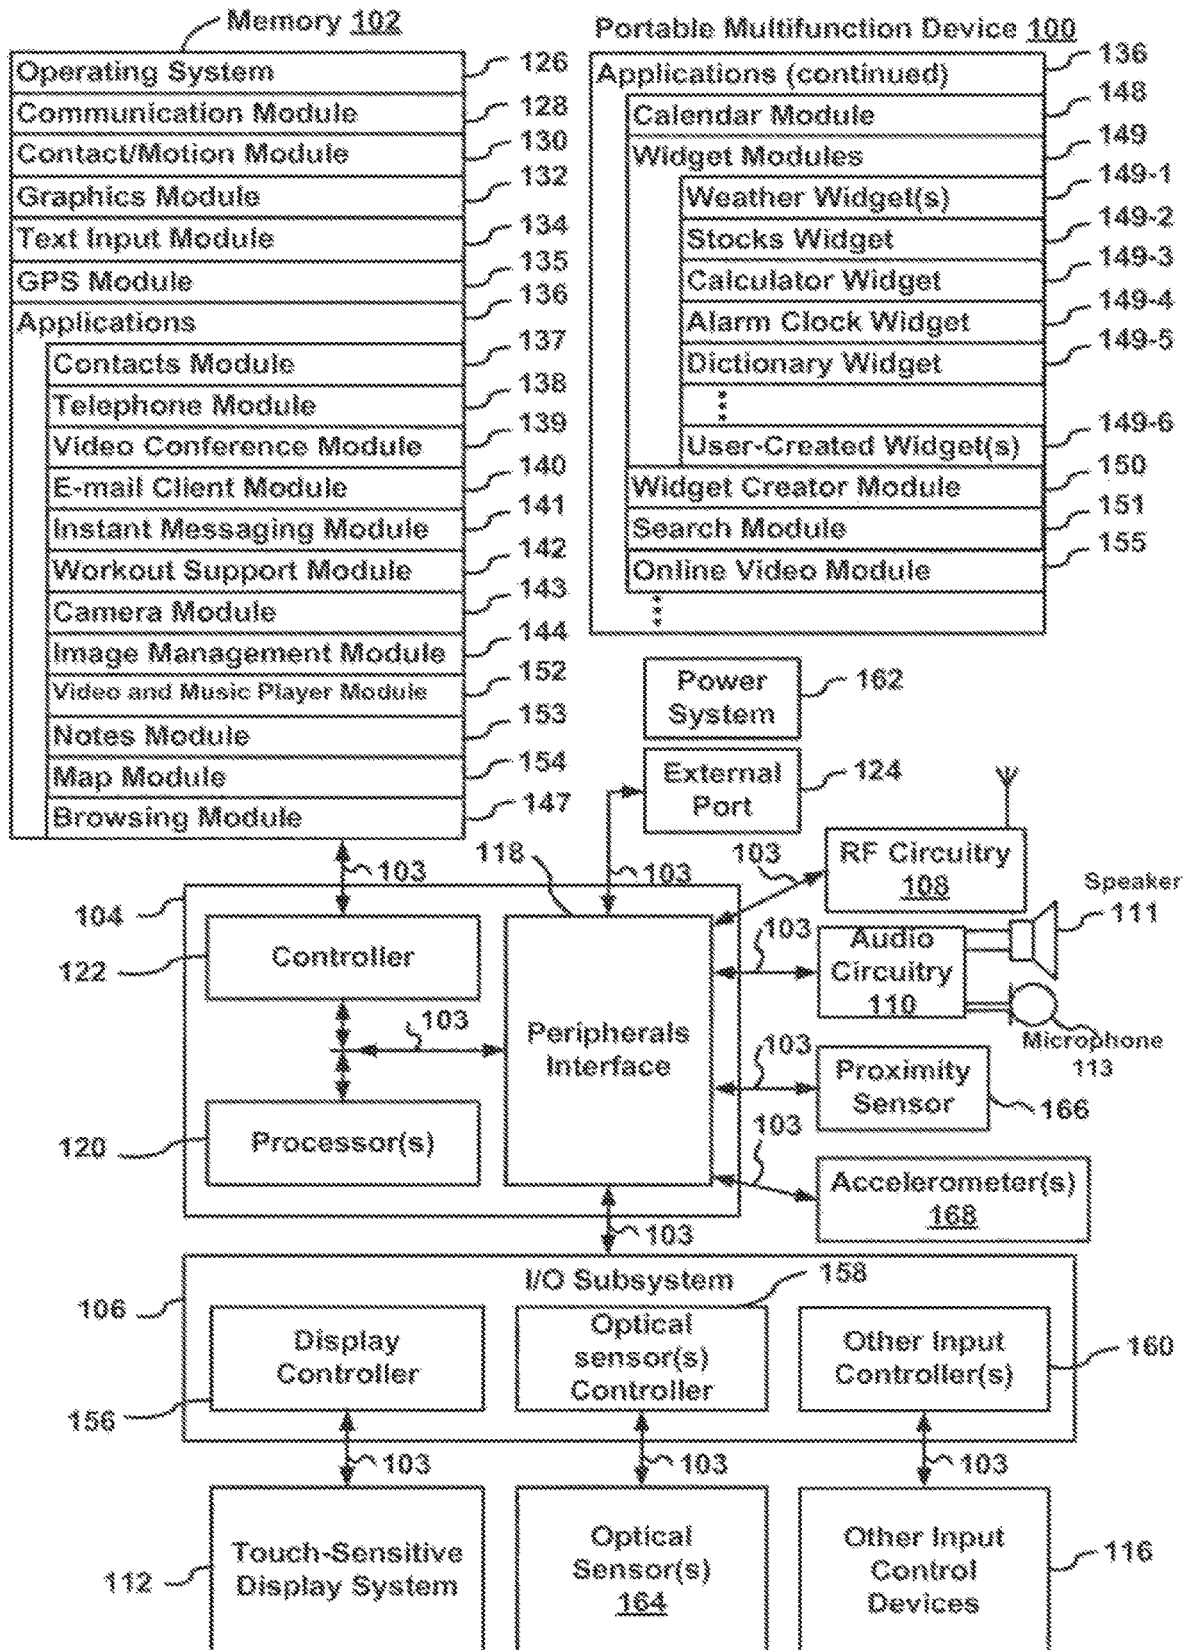 Memory 102
Operating System 126
Communication Module 128
Contact/Motion Module 130
Graphics Module 132
Text Input Module 134
GPS Module 135
Applications 136
Contacts Module 137
Telephone Module 138
Video Conference Module 139
E-mail Client Module 140
Instant Messaging Module 141
Workout Support Module 142
Camera Module 143
Image Management Module 144
Video and Music Player Module 152
Notes Module 153
Map Module 154
Browsing Module 147
Portable Multifunction Device 100
Applications (continued) 136
Calendar Module 148
Widget Modules 149
Weather Widget(s) 149-1
Stocks Widget 149-2
Calculator Widget 149-3
Alarm Clock Widget 149-4
Dictionary Widget 149-5
User-Created Widget(s) 149-6
Widget Creator Module 150
Search Module 151
Online Video Module 155
Power
System
162
External
Port
124
103
118
103
103
RF Circuitry
108
Speaker
111
104
Controller
122
103
Audio
Circuitry
110
Microphone
113
103
Peripherals
Interface
103
Proximity
Sensor
166
120
Processor(s)
103
Accelerometer(s)
168
103
I/O Subsystem
106
158
Display
Controller
156
Optical
sensor(s)
Controller
Other Input
Controller(s)
160
103
103
103
112
Touch-Sensitive
Display System
Optical
Sensor(s)
164
Other Input
Control
Devices
116